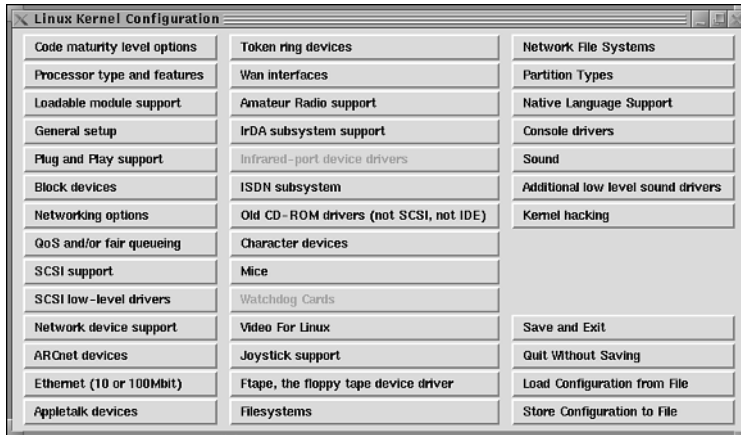 Linux Kernel Configuration
Code maturity level options
Processor type and features
Loadable module support
General setup
Plug and Play support
Block devices
Networking options
QoS and/or fair queueing
SCSI support
SCSI low-level drivers
Network device support
ARCnet devices
Ethernet (10 or 100Mbit)
Appletalk devices
Token ring devices
Wan interfaces
Amateur Radio support
IrDA subsystem support
Infrared-port device drivers
ISDN subsystem
Old CD-ROM drivers (not SCSI, not IDE)
Character devices
Mice
Watchdog Cards
Video For Linux
Joystick support
Ftape, the floppy tape device driver
Filesystems
Network File Systems
Partition Types
Native Language Support
Console drivers
Sound
Additional low level sound drivers
Kernel hacking
Save and Exit
Quit Without Saving
Load Configuration from File
Store Configuration to File